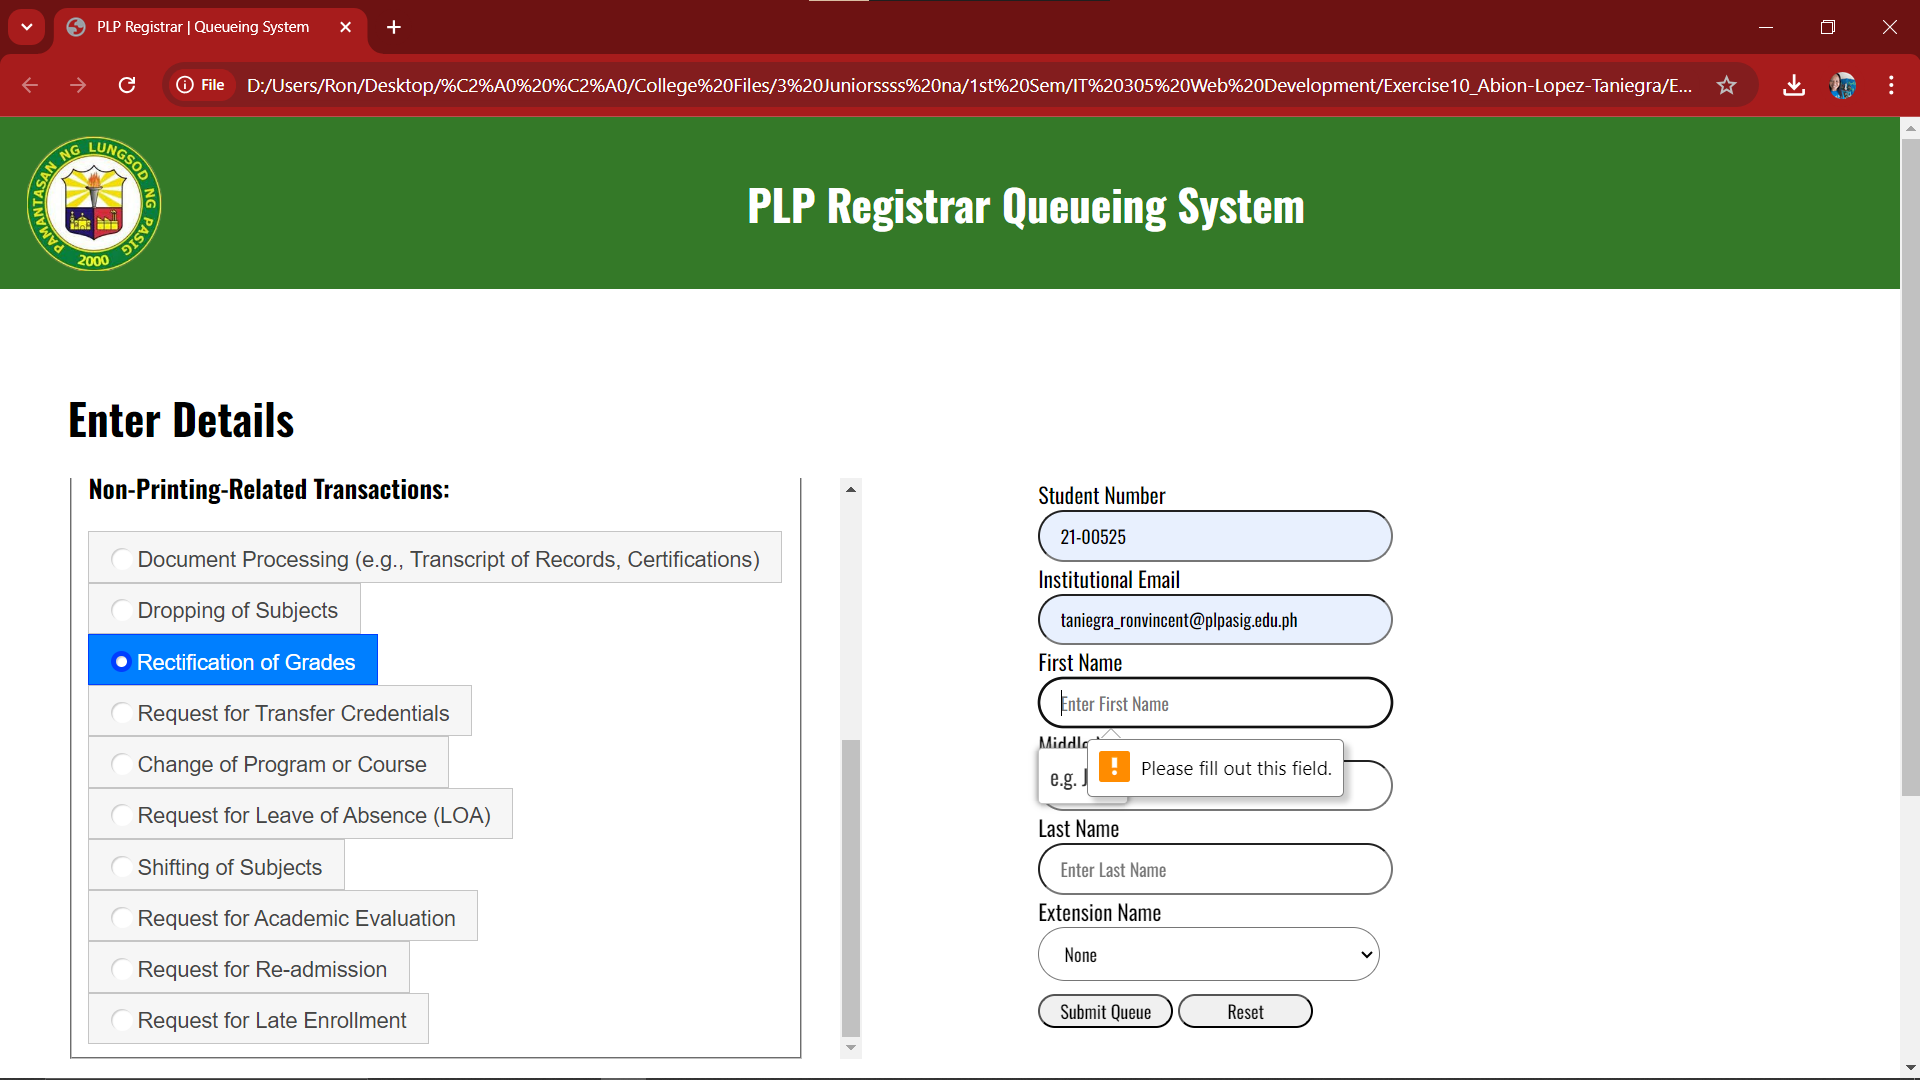 PLP Registrar | Queueing System
File
D:/Users/Ron/Desktop/%C2%A0%20%C2%A0/College%20Files/3%20Juniorssss%20na/1st%20Sem/IT%20305%20Web%20Development/Exercise10_Abion-Lopez-Taniegra/E...
PAMANTASAN NG LUNGSOD NG PASIG
2000
PLP Registrar Queueing System
Enter Details
Non-Printing-Related Transactions:
Document Processing (e.g., Transcript of Records, Certifications)
Dropping of Subjects
Rectification of Grades
Request for Transfer Credentials
Change of Program or Course
Request for Leave of Absence (LOA)
Shifting of Subjects
Request for Academic Evaluation
Request for Re-admission
Request for Late Enrollment
Student Number
21-00525
Institutional Email
taniegra_ronvincent@plpasig.edu.ph
First Name
Enter First Name
Middle
e.g. J
Please fill out this field.
Last Name
Enter Last Name
Extension Name
None
Submit Queue
Reset